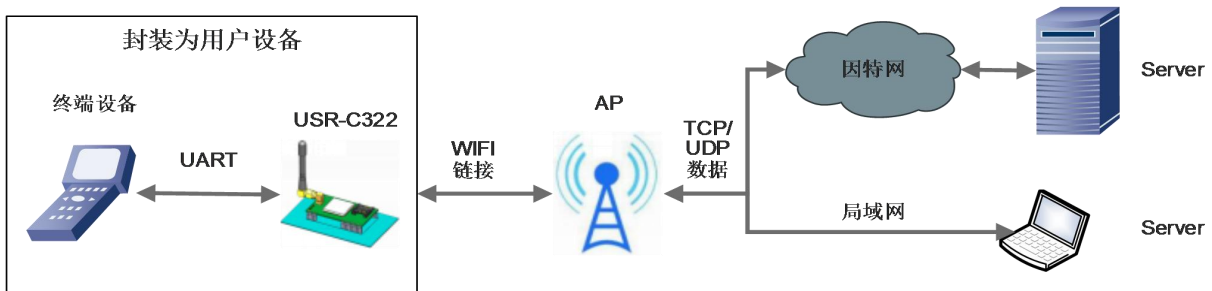 封装为用户设备
终端设备
USR-C322
UART
WIFI
链接
AP
TCP/
UDP
数据
因特网
Server
局域网
Server